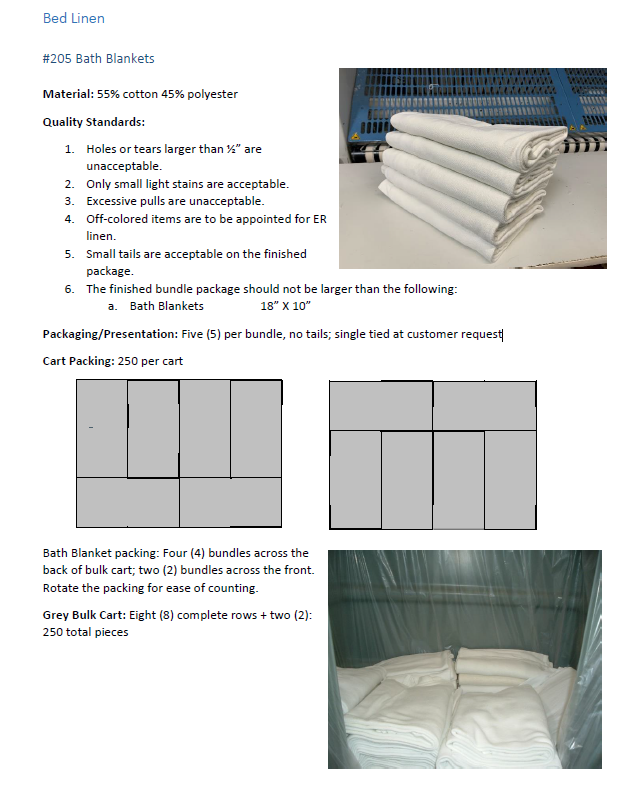 Bed Linen
#205 Bath Blankets
Material: 55% cotton 45% polyester
Quality Standards:
1. Holes or tears larger than ½” are
unacceptable.
2. Only small light stains are acceptable.
3. Excessive pulls are unacceptable.
4. Off-colored items are to be appointed for ER
linen.
5. Small tails are acceptable on the finished
package.
6. The finished bundle package should not be larger than the following:
a. Bath Blankets 18” X 10”
Packaging/Presentation: Five (5) per bundle, no tails; single tied at customer request
Cart Packing: 250 per cart
Bath Blanket packing: Four (4) bundles across the
back of bulk cart; two (2) bundles across the front.
Rotate the packing for ease of counting.
Grey Bulk Cart: Eight (8) complete rows + two (2):
250 total pieces